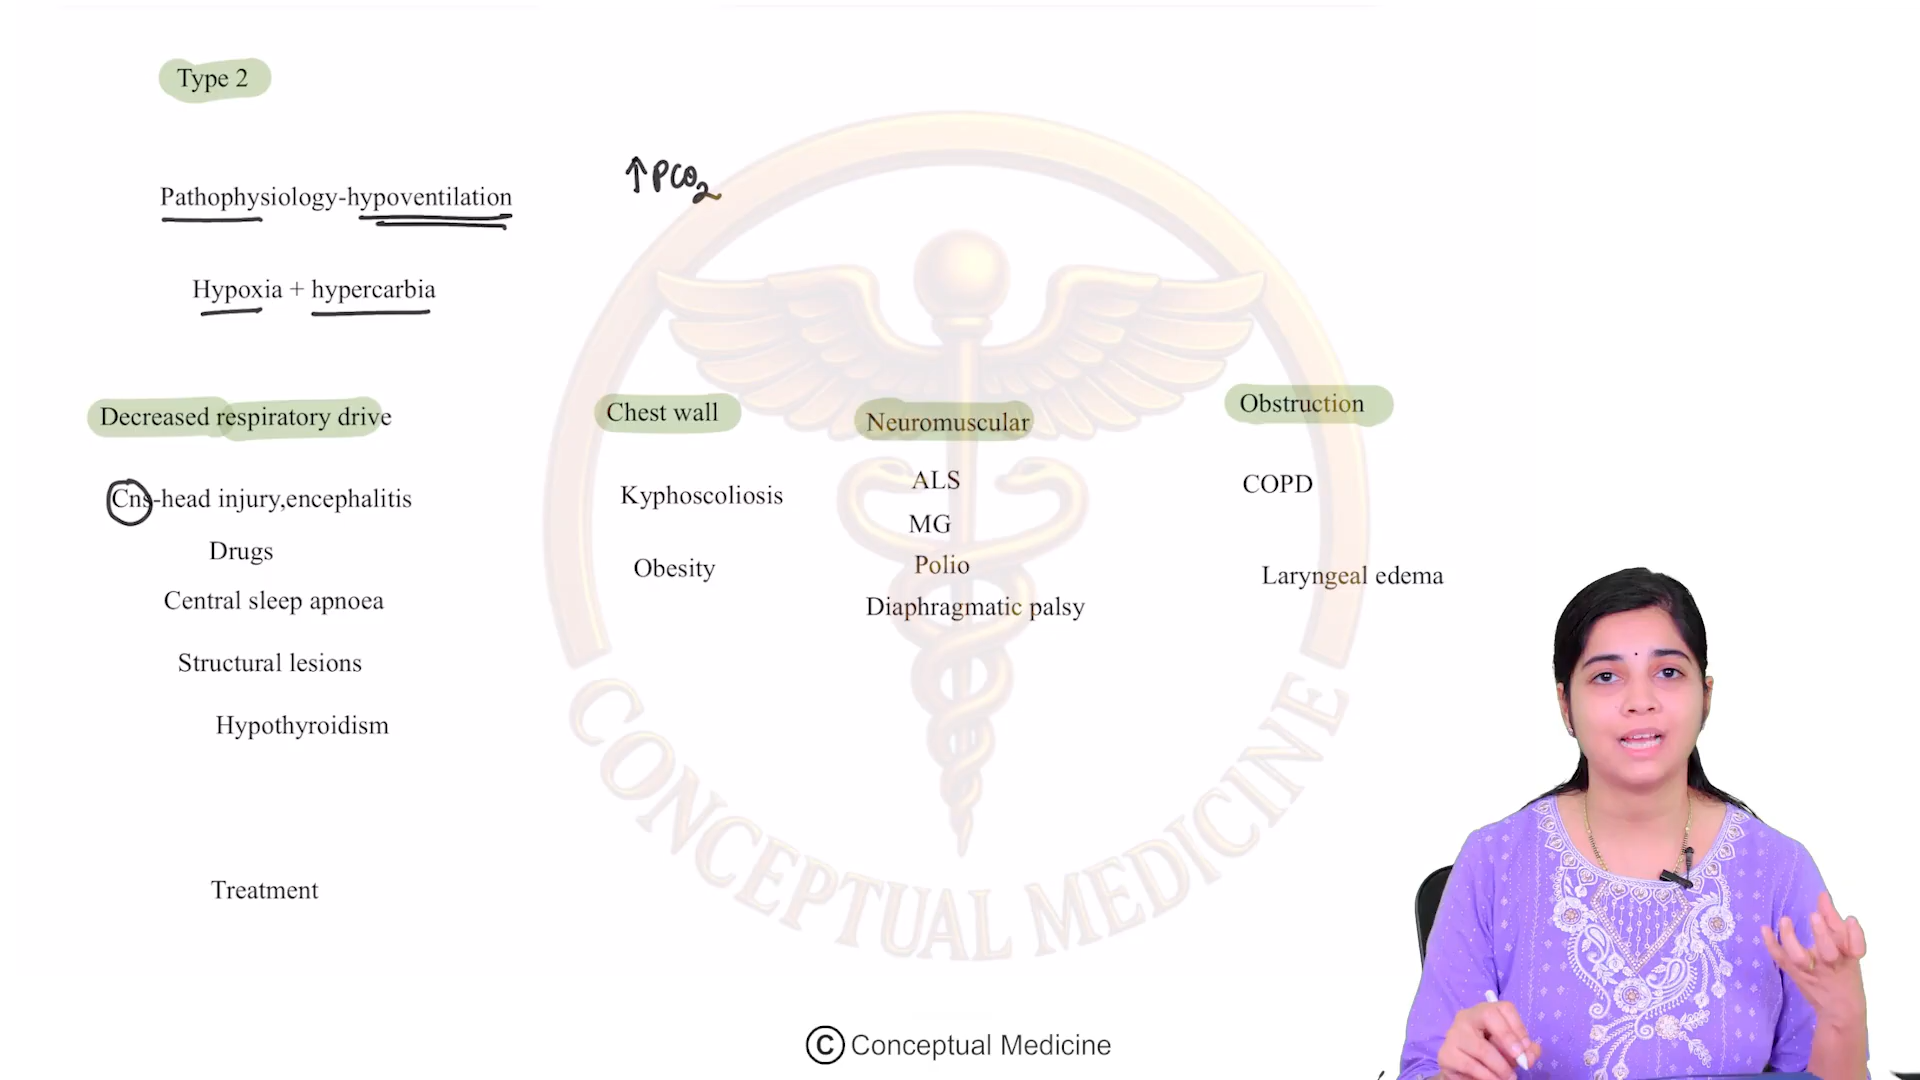 Type 2
↑PCO2
Pathophysiology-hypoventilation
Hypoxia + hypercarbia
Decreased respiratory drive
Cns-head injury,encephalitis
Drugs
Central sleep apnoea
Structural lesions
Hypothyroidism
Treatment
Chest wall
Kyphoscoliosis
Obesity
Neuromuscular
ALS
MG
Polio
Diaphragmatic palsy
Obstruction
COPD
Laryngeal edema
CONCEPTUAL MEDICINE
© Conceptual Medicine